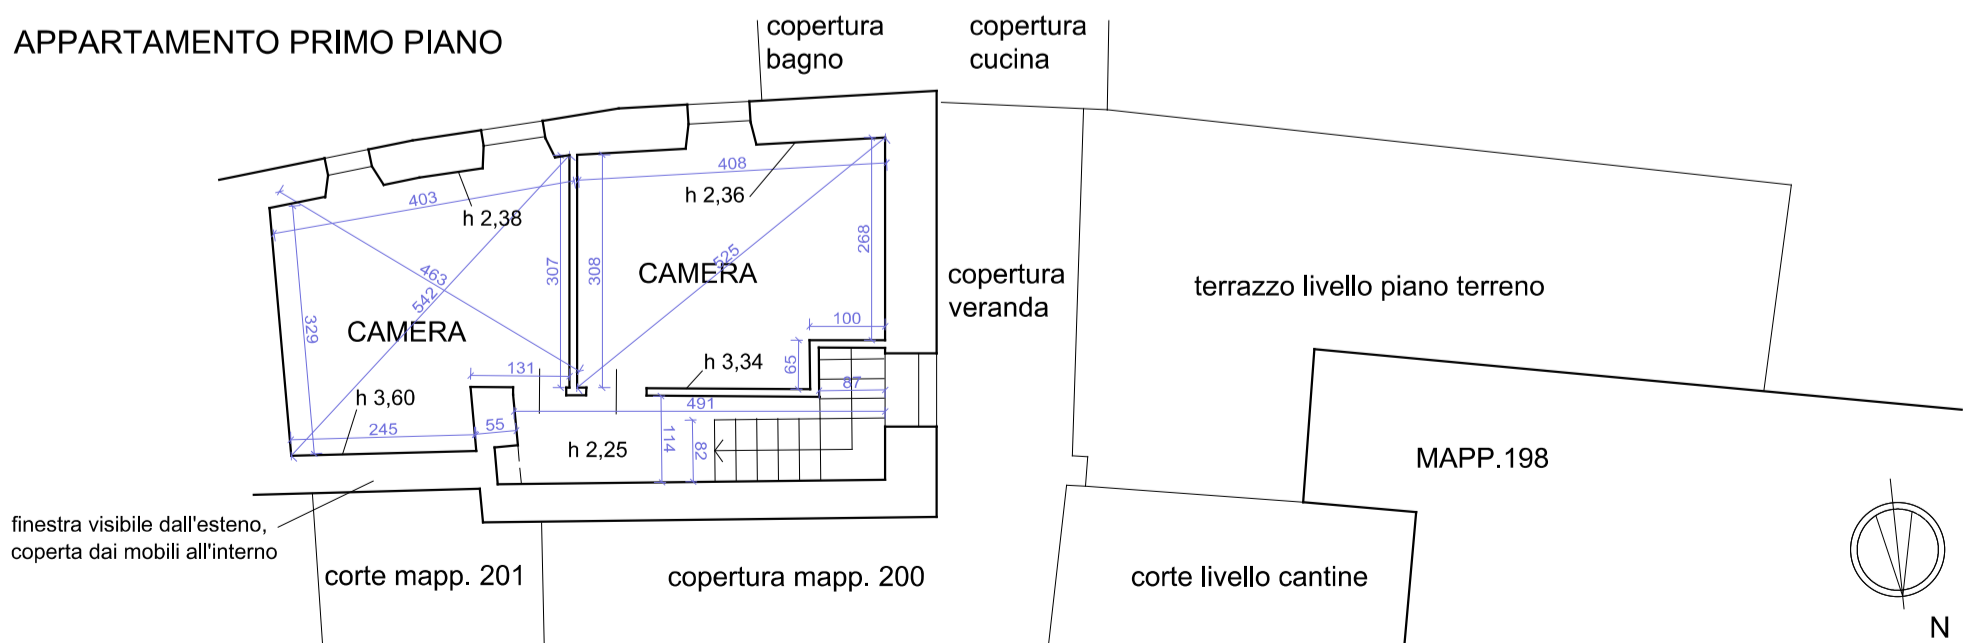 APPARTAMENTO PRIMO PIANO
copertura
bagno
copertura
cucina
408
403
h 2,38
h 2,36
268
307
308
463
542
525
CAMERA
CAMERA
329
copertura
veranda
terrazzo livello piano terreno
100
65
131
h 3,34
87
h 3,60
491
245
55
114
82
h 2,25
MAPP.198
finestra visibile dall'esteno,
coperta dai mobili all'interno
corte mapp. 201
copertura mapp. 200
corte livello cantine
N